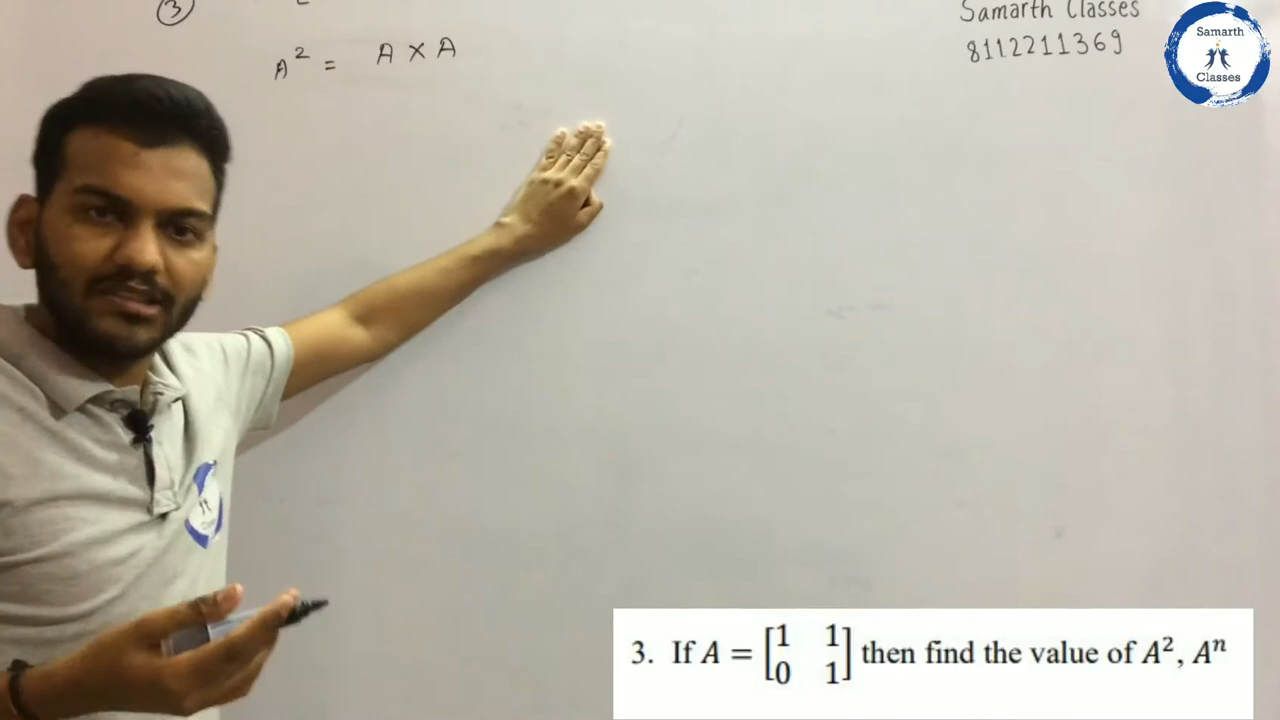 3
Samarth Classes
8112211369
A² = A × A
Samarth
Classes
3. If A = [1 1
0 1] then find the value of A², Aⁿ